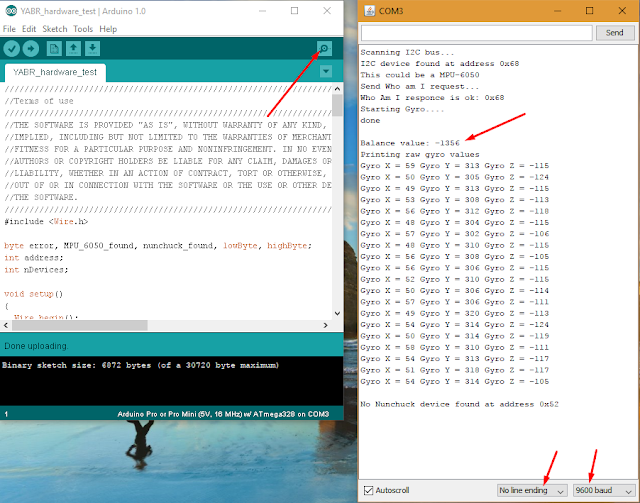 YABR_hardware_test | Arduino 1.0
File Edit Sketch Tools Help
YABR_hardware_test
//Terms of use
//THE SOFTWARE IS PROVIDED "AS IS", WITHOUT WARRANTY OF ANY KIND,
//IMPLIED, INCLUDING BUT NOT LIMITED TO THE WARRANTIES OF MERCHANT
//FITNESS FOR A PARTICULAR PURPOSE AND NONINFRINGEMENT. IN NO EVEN
//AUTHORS OR COPYRIGHT HOLDERS BE LIABLE FOR ANY CLAIM, DAMAGES OR
//LIABILITY, WHETHER IN AN ACTION OF CONTRACT, TORT OR OTHERWISE,
//OUT OF OR IN CONNECTION WITH THE SOFTWARE OR THE USE OR OTHER DE
//THE SOFTWARE.
#include <Wire.h>
byte error, MPU_6050_found, nunchuck_found, lowByte, highByte;
int address;
int nDevices;
void setup()
{
Wire.begin();
Done uploading.
Binary sketch size: 6872 bytes (of a 30720 byte maximum)
1
Arduino Pro or Pro Mini (5V, 16 MHz) w/ ATmega328 on COM3
COM3
Send
Scanning I2C bus...
I2C device found at address 0x68
This could be a MPU-6050
Send Who am I request...
Who Am I responce is ok: 0x68
Starting Gyro....
done
Balance value: -1356
Printing raw gyro values
Gyro X = 59 Gyro Y = 313 Gyro Z = -115
Gyro X = 50 Gyro Y = 305 Gyro Z = -124
Gyro X = 49 Gyro Y = 313 Gyro Z = -115
Gyro X = 53 Gyro Y = 308 Gyro Z = -113
Gyro X = 56 Gyro Y = 312 Gyro Z = -118
Gyro X = 48 Gyro Y = 304 Gyro Z = -115
Gyro X = 57 Gyro Y = 302 Gyro Z = -106
Gyro X = 48 Gyro Y = 310 Gyro Z = -115
Gyro X = 56 Gyro Y = 308 Gyro Z = -105
Gyro X = 56 Gyro Y = 306 Gyro Z = -115
Gyro X = 52 Gyro Y = 310 Gyro Z = -115
Gyro X = 50 Gyro Y = 306 Gyro Z = -114
Gyro X = 57 Gyro Y = 306 Gyro Z = -111
Gyro X = 49 Gyro Y = 320 Gyro Z = -113
Gyro X = 54 Gyro Y = 314 Gyro Z = -124
Gyro X = 50 Gyro Y = 314 Gyro Z = -119
Gyro X = 58 Gyro Y = 310 Gyro Z = -111
Gyro X = 54 Gyro Y = 313 Gyro Z = -117
Gyro X = 51 Gyro Y = 318 Gyro Z = -117
Gyro X = 54 Gyro Y = 314 Gyro Z = -105
No Nunchuck device found at address 0x52
Autoscroll
No line ending
9600 baud